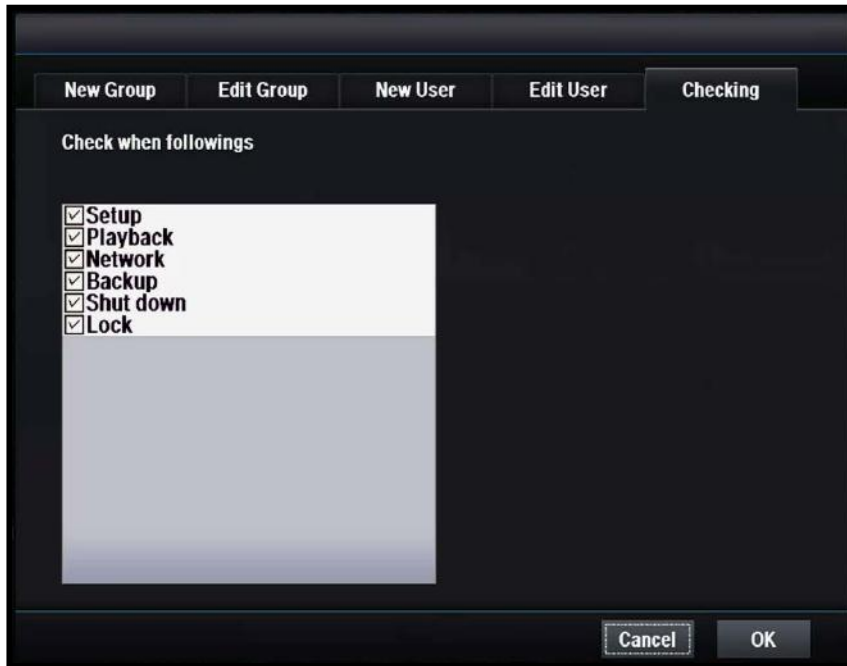 New Group Edit Group New User Edit User Checking
Check when followings
Setup
Playback
Network
Backup
Shut down
Lock
Cancel OK